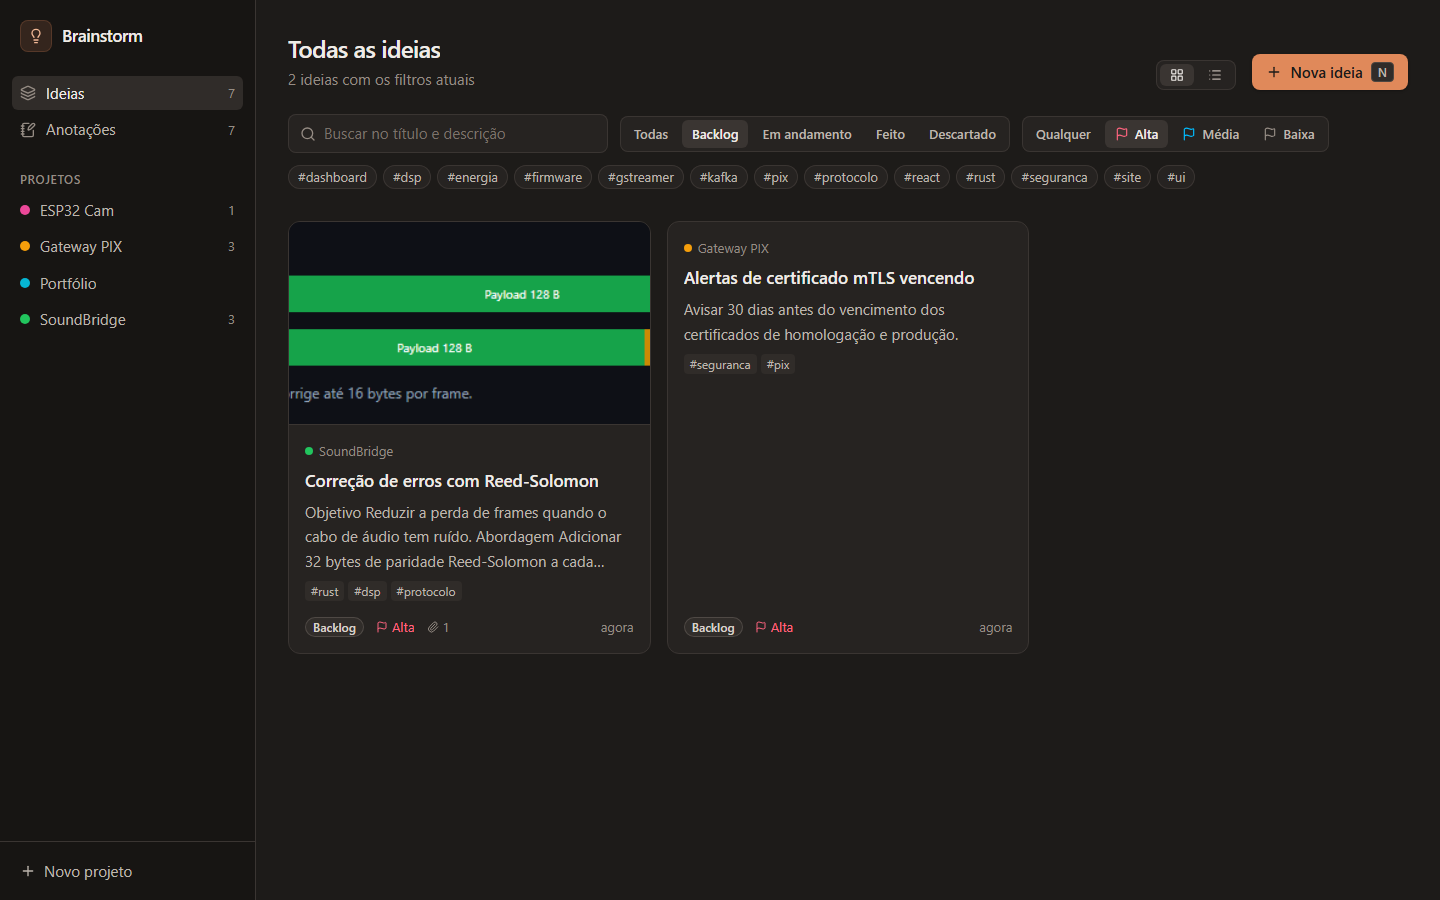 Brainstorm
Ideias 7
Anotações 7
PROJETOS
ESP32 Cam 1
Gateway PIX 3
Portfólio
SoundBridge 3
Novo projeto
Todas as ideias
2 ideias com os filtros atuais
Nova ideia N
Buscar no título e descrição
Todas Backlog Em andamento Feito Descartado
Qualquer Alta Média Baixa
#dashboard #dsp #energia #firmware #gstreamer #kafka #pix #protocolo #react #rust #seguranca #site #ui
Payload 128 B
Payload 128 B
rrige até 16 bytes por frame.
SoundBridge
Correção de erros com Reed-Solomon
Objetivo Reduzir a perda de frames quando o
cabo de áudio tem ruído. Abordagem Adicionar
32 bytes de paridade Reed-Solomon a cada...
#rust #dsp #protocolo
Backlog Alta 1 agora
Gateway PIX
Alertas de certificado mTLS vencendo
Avisar 30 dias antes do vencimento dos
certificados de homologação e produção.
#seguranca #pix
Backlog Alta agora